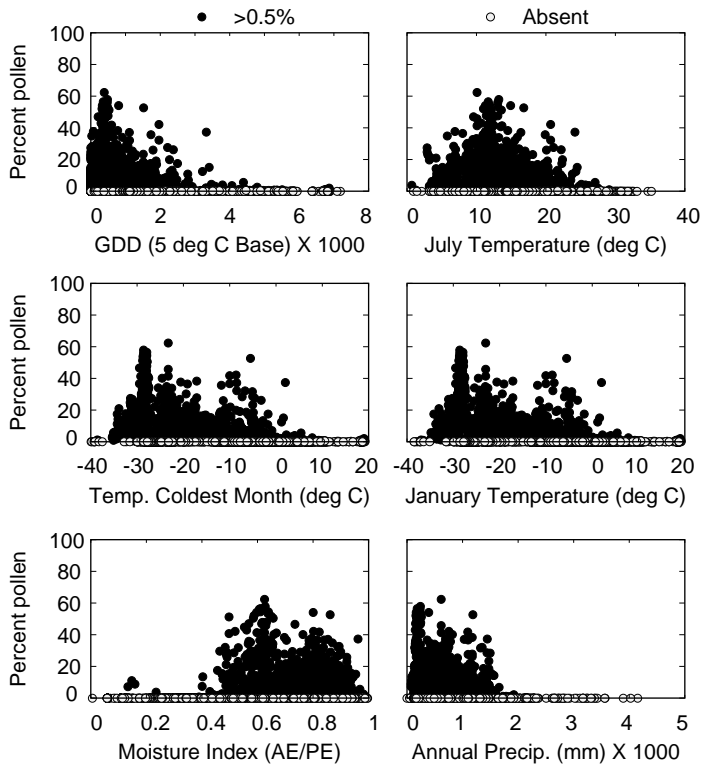 >0.5% Absent
100 80 60 40 20 0
Percent pollen
0 2 4 6 8
GDD (5 deg C Base) X 1000
0 10 20 30 40
July Temperature (deg C)
100 80 60 40 20 0
Percent pollen
-40 -30 -20 -10 0 10 20
Temp. Coldest Month (deg C)
-40 -30 -20 -10 0 10 20
January Temperature (deg C)
100 80 60 40 20 0
Percent pollen
0 0.2 0.4 0.6 0.8 1
Moisture Index (AE/PE)
0 1 2 3 4 5
Annual Precip. (mm) X 1000